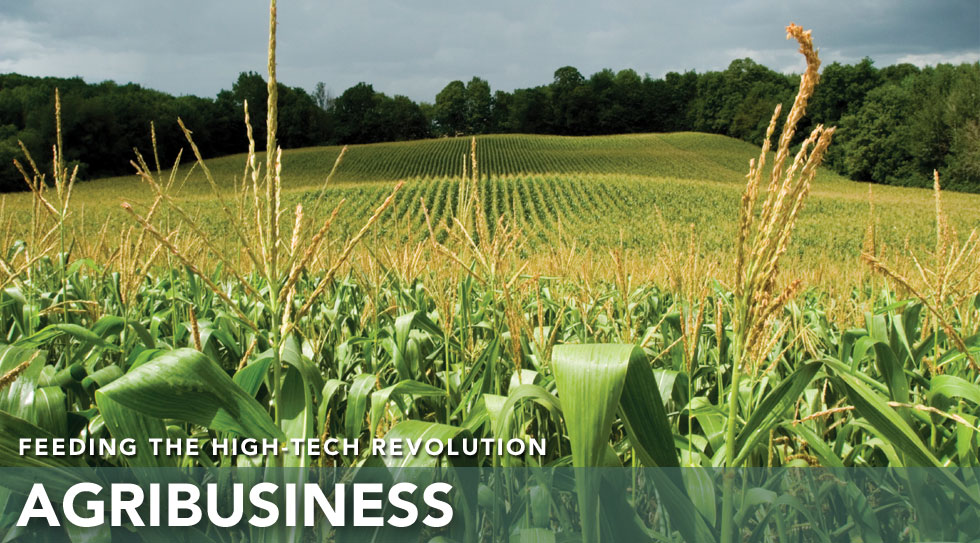 FEEDING THE HIGH-TECH REVOLUTION
AGRIBUSINESS